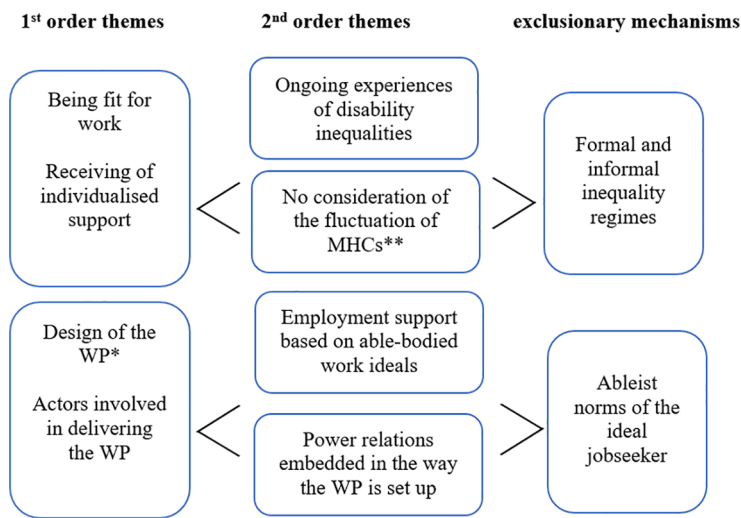 1st order themes
2nd order themes
exclusionary mechanisms
Being fit for
work
Receiving of
individualised
support
Ongoing experiences
of disability
inequalities
No consideration of
the fluctuation of
MHCs**
Formal and
informal
inequality
regimes
Design of the
WP*
Actors involved
in delivering
the WP
Employment support
based on able-bodied
work ideals
Power relations
embedded in the way
the WP is set up
Ableist
norms of the
ideal
jobseeker